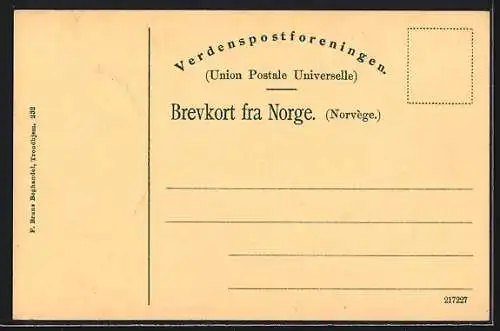 Verdenspostforeningen.
(Union Postale Universelle)
Brevkort fra Norge. (Norvège.)
F. Bruns Boghandel, Trondhjem. 232
217227